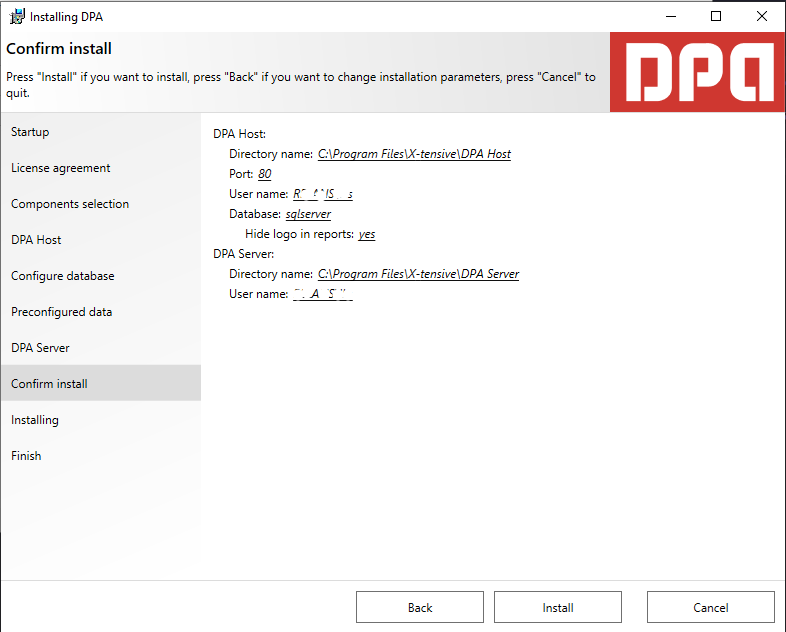 Installing DPA
Confirm install
Press "Install" if you want to install, press "Back" if you want to change installation parameters, press "Cancel" to
quit.
DPA
Startup
License agreement
Components selection
DPA Host
Configure database
Preconfigured data
DPA Server
Confirm install
Installing
Finish
DPA Host:
Directory name: C:\Program Files\X-tensive\DPA Host
Port: 80
User name:
Database: sqlserver
Hide logo in reports: yes
DPA Server:
Directory name: C:\Program Files\X-tensive\DPA Server
User name:
Back
Install
Cancel